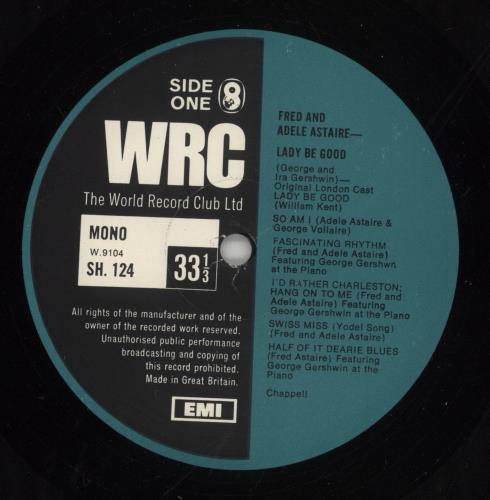 SIDE
ONE 8
WRC
The World Record Club Ltd
MONO
W.9104
SH. 124
33 1/3
All rights of the manufacturer and of the
owner of the recorded work reserved.
Unauthorised public performance
broadcasting and copying of
this record prohibited.
Made in Great Britain.
EMI
FRED AND
ADELE ASTAIRE—
LADY BE GOOD
(George and
Ira Gershwin)—
Original London Cast
LADY BE GOOD
(William Kent)
SO AM I (Adele Astaire &
George Vollaire)
FASCINATING RHYTHM
(Fred and Adele Astaire)
Featuring George Gershwn
at the Piano
I'D RATHER CHARLESTON;
HANG ON TO ME (Fred and
Adele Astaire) Featuring
George Gershwin at the Piano
SWISS MISS (Yodel Song)
(Fred and Adele Astaire)
HALF OF IT DEARIE BLUES
(Fred Astaire) Featuring
George Gershwin at the
Piano
Chappell